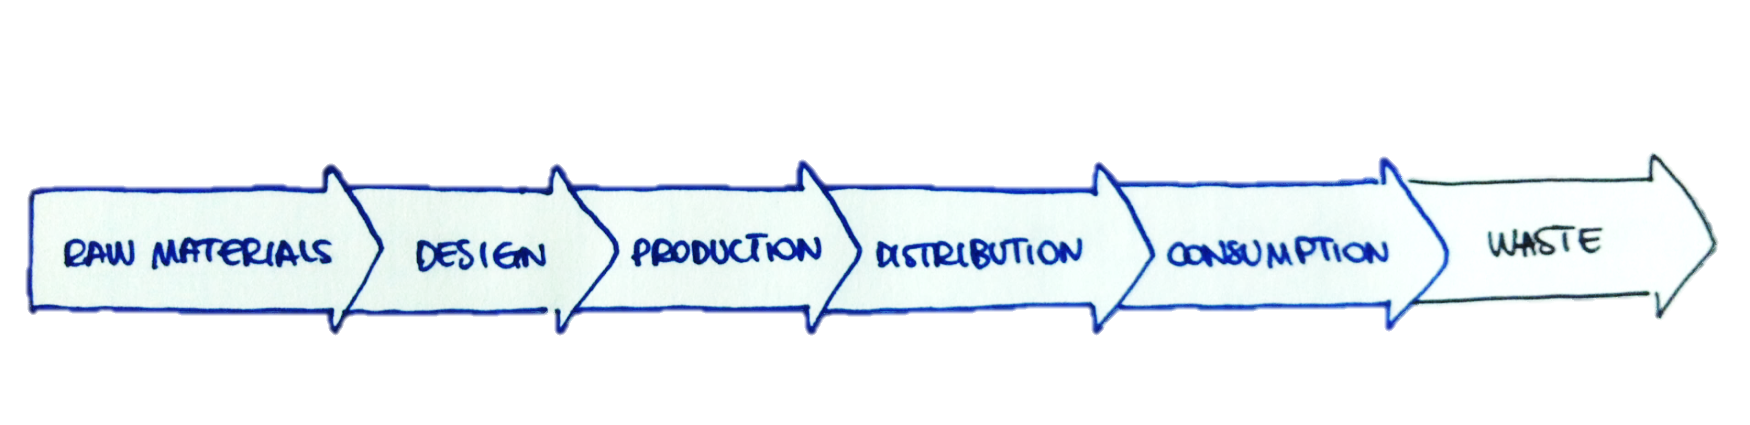 RAW MATERIALS DESIGN PRODUCTION DISTRIBUTION CONSUMPTION WASTE